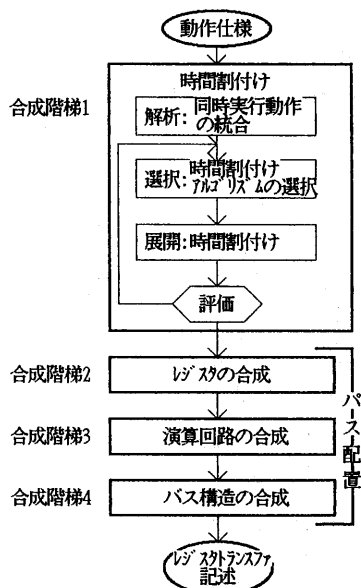 動作仕様
合成階梯1
時間割付け
解析:同時実行動作
の統合
選択:時間割付け
アルゴリズムの選択
展開:時間割付け
評価
合成階梯2
レジスタの合成
合成階梯3
演算回路の合成
合成階梯4
バス構造の合成
パス配置
レジスタトランスファ
記述